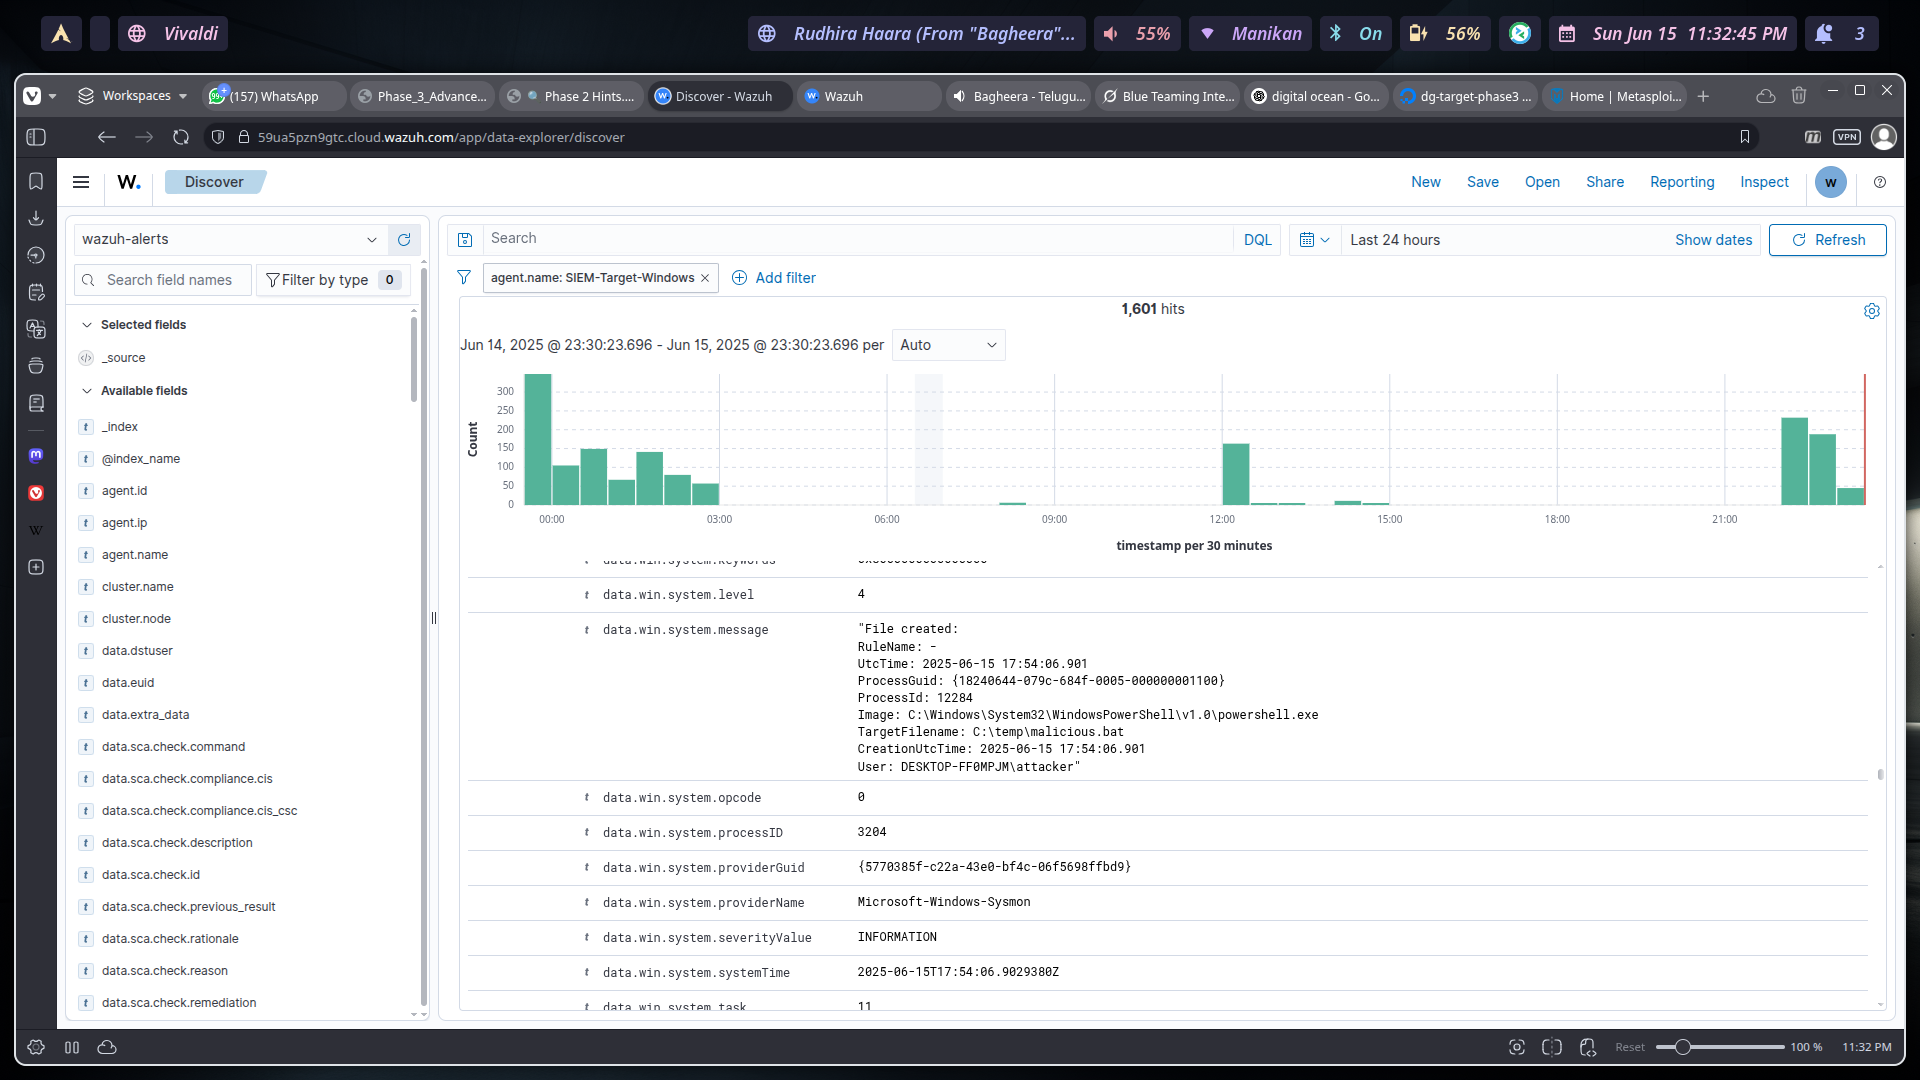 Vivaldi
Rudhira Haara (From "Bagheera"...
55%
Manikan
On
56%
Sun Jun 15 11:32:45 PM
3
Workspaces
(157) WhatsApp
Phase_3_Advance...
Phase 2 Hints....
Discover - Wazuh
Wazuh
Bagheera - Telugu...
Blue Teaming Inte...
digital ocean - Go...
dg-target-phase3 ...
Home | Metasploi...
59ua5pzn9gtc.cloud.wazuh.com/app/data-explorer/discover
VPN
W.
Discover
New
Save
Open
Share
Reporting
Inspect
w
wazuh-alerts
Search
DQL
Last 24 hours
Show dates
Refresh
Search field names
Filter by type
0
agent.name: SIEM-Target-Windows
Add filter
Selected fields
_source
Available fields
_index
@index_name
agent.id
agent.ip
agent.name
cluster.name
cluster.node
data.dstuser
data.euid
data.extra_data
data.sca.check.command
data.sca.check.compliance.cis
data.sca.check.compliance.cis_csc
data.sca.check.description
data.sca.check.id
data.sca.check.previous_result
data.sca.check.rationale
data.sca.check.reason
data.sca.check.remediation
1,601 hits
Jun 14, 2025 @ 23:30:23.696 - Jun 15, 2025 @ 23:30:23.696 per
Auto
Count
300
250
200
150
100
50
0
00:00
03:00
06:00
09:00
12:00
15:00
18:00
21:00
timestamp per 30 minutes
data.win.system.keywords
t data.win.system.level 4
t data.win.system.message "File created:
RuleName: -
UtcTime: 2025-06-15 17:54:06.901
ProcessGuid: {18240644-079c-684f-0005-000000001100}
ProcessId: 12284
Image: C:\Windows\System32\WindowsPowerShell\v1.0\powershell.exe
TargetFilename: C:\temp\malicious.bat
CreationUtcTime: 2025-06-15 17:54:06.901
User: DESKTOP-FF0MPJM\attacker"
t data.win.system.opcode 0
t data.win.system.processID 3204
t data.win.system.providerGuid {5770385f-c22a-43e0-bf4c-06f5698ffbd9}
t data.win.system.providerName Microsoft-Windows-Sysmon
t data.win.system.severityValue INFORMATION
t data.win.system.systemTime 2025-06-15T17:54:06.9029380Z
t data.win.system.task 11
Reset
100 %
11:32 PM